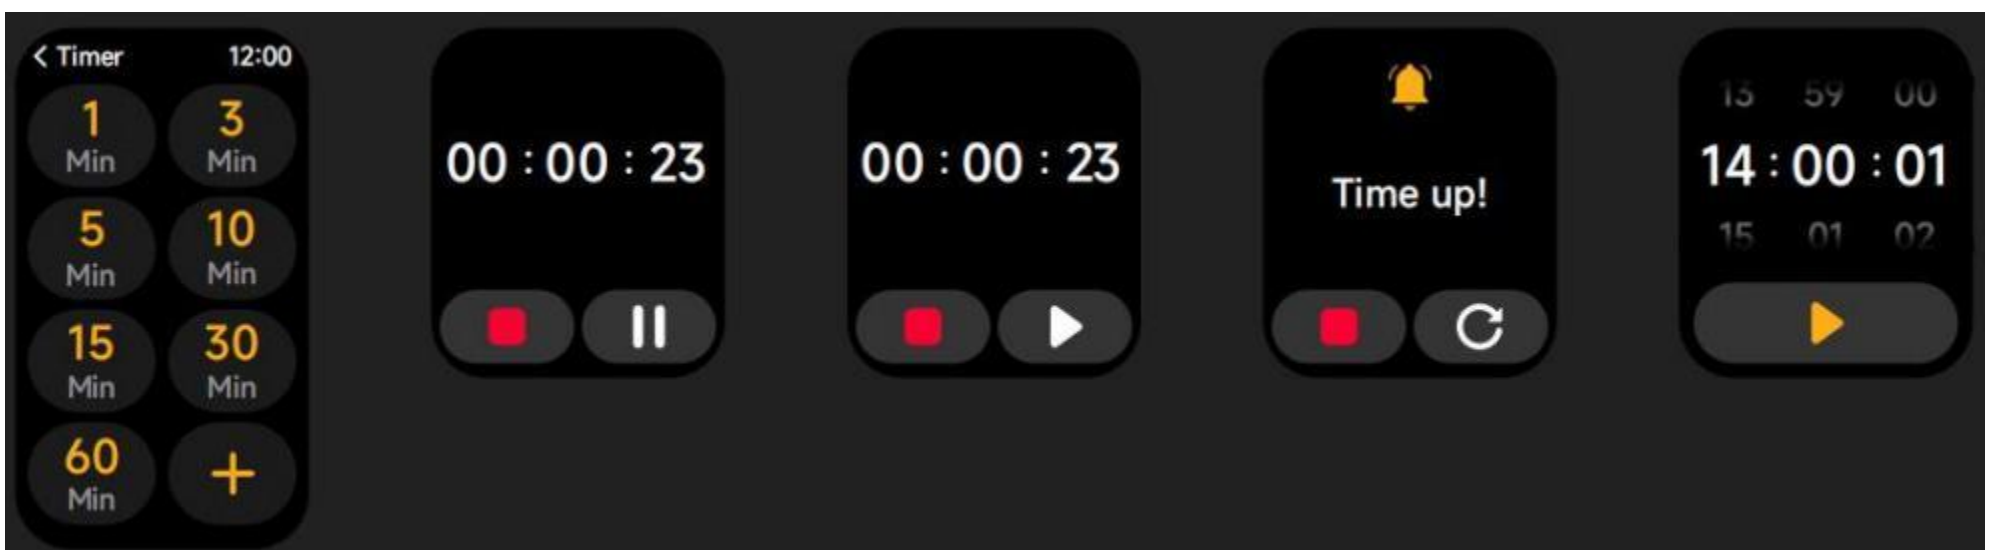 < Timer 12:00
1 3
Min Min
5 10
Min Min
15 30
Min Min
60 +
Min
00 : 00 : 23
00 : 00 : 23
Time up!
13 59 00
14 : 00 : 01
15 01 02